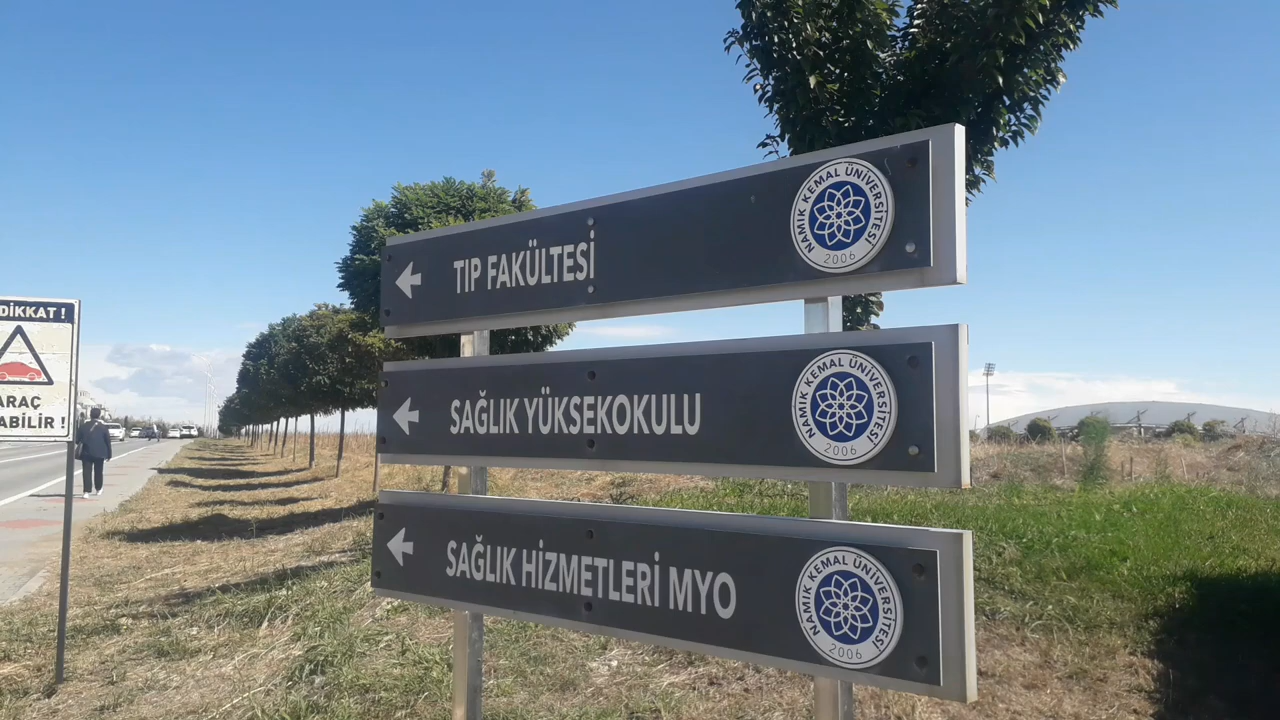 DİKKAT !
ARAÇ
ABİLİR !
TIP FAKÜLTESİ
NAMIK KEMAL ÜNİVERSİTESİ
2006
SAĞLIK YÜKSEKOKULU
NAMIK KEMAL ÜNİVERSİTESİ
2006
SAĞLIK HİZMETLERİ MYO
NAMIK KEMAL ÜNİVERSİTESİ
2006